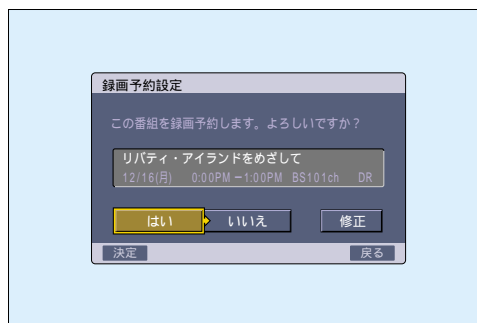 録画予約設定
この番組を録画予約します。よろしいですか？
リバティ・アイランドをめざして
12/16(月) 0:00PM－1:00PM BS101ch DR
はい いいえ 修正
決定 戻る